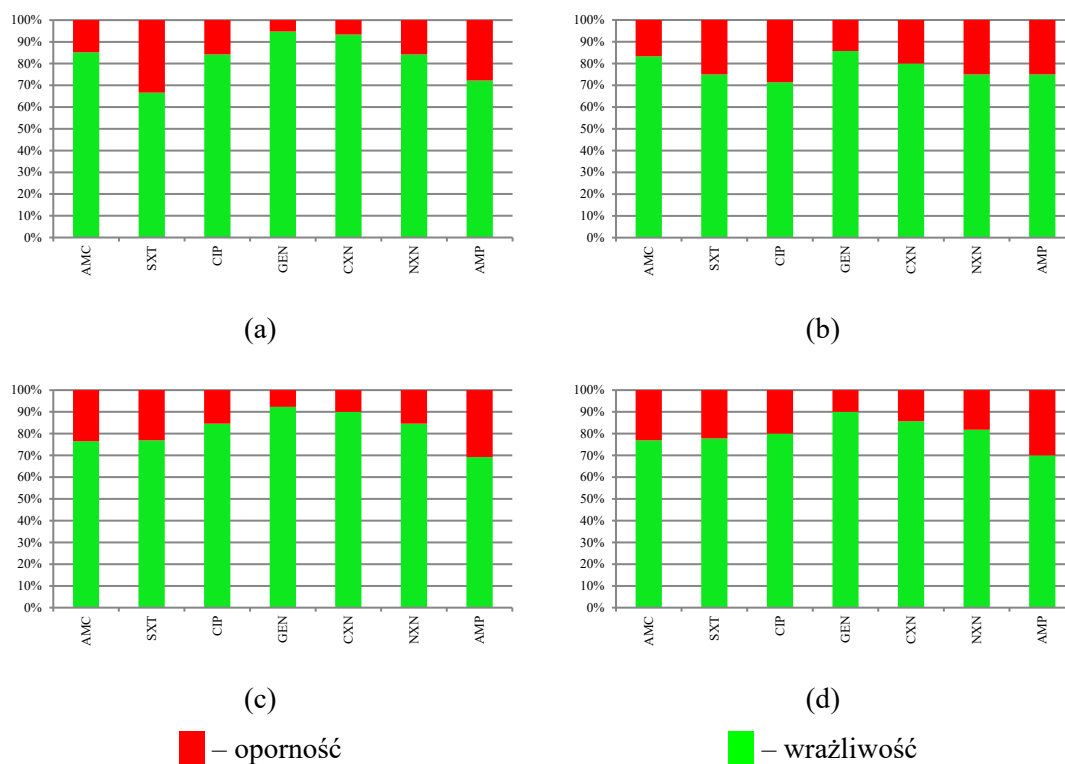 100%
90%
80%
70%
60%
50%
40%
30%
20%
10%
0%
AMC
SXT
CIP
GEN
CXN
NXN
AMP
(a)
100%
90%
80%
70%
60%
50%
40%
30%
20%
10%
0%
AMC
SXT
CIP
GEN
CXN
NXN
AMP
(b)
100%
90%
80%
70%
60%
50%
40%
30%
20%
10%
0%
AMC
SXT
CIP
GEN
CXN
NXN
AMP
(c)
100%
90%
80%
70%
60%
50%
40%
30%
20%
10%
0%
AMC
SXT
CIP
GEN
CXN
NXN
AMP
(d)
– oporność
– wrażliwość